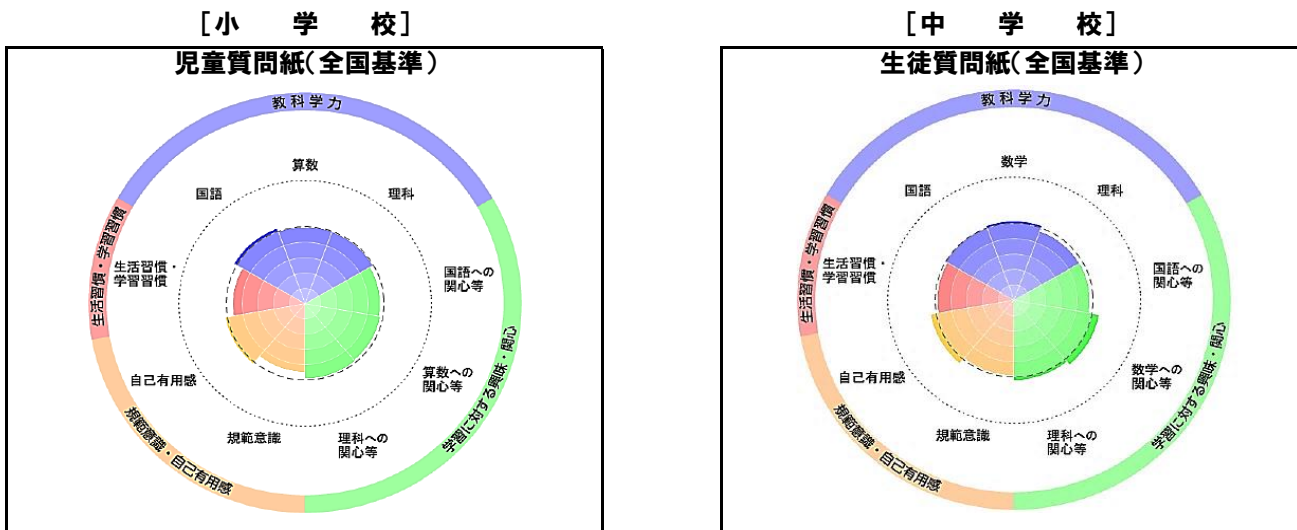 [小 学 校]
児童質問紙(全国基準)
教科学力
算数
国語
理科
生活習慣・学習習慣
生活習慣・
学習習慣
国語への
関心等
算数への
関心等
自己有用感
規範意識
理科への
関心等
学習に対する興味・関心
規範意識・自己有用感
[中 学 校]
生徒質問紙(全国基準)
教科学力
数学
国語
理科
生活習慣・学習習慣
生活習慣・
学習習慣
国語への
関心等
数学への
関心等
自己有用感
規範意識
理科への
関心等
学習に対する興味・関心
規範意識・自己有用感